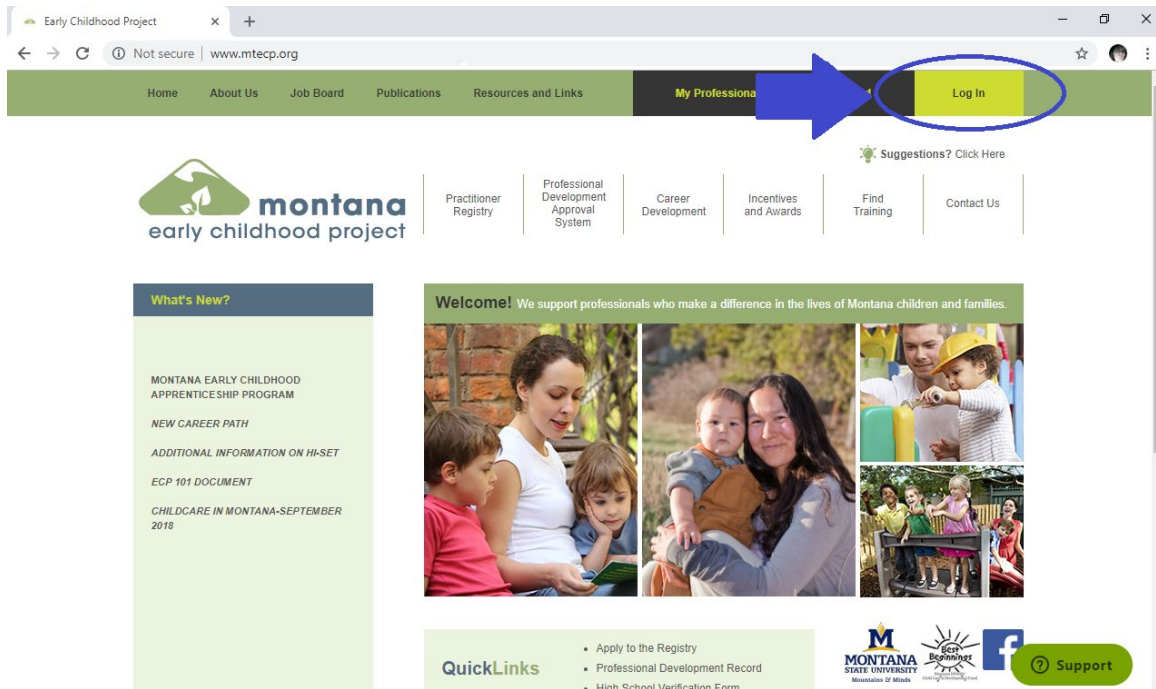 Early Childhood Project
Not secure | www.mtecp.org
Home About Us Job Board Publications Resources and Links My Log In
Suggestions? Click Here
montana
early childhood project
Practitioner
Registry
Professional
Development
Approval
System
Career
Development
Incentives
and Awards
Find
Training
Contact Us
What's New?
MONTANA EARLY CHILDHOOD
APPRENTICESHIP PROGRAM
NEW CAREER PATH
ADDITIONAL INFORMATION ON HI-SET
ECP 101 DOCUMENT
CHILDCARE IN MONTANA-SEPTEMBER
2018
Welcome! We support professionals who make a difference in the lives of Montana children and families.
QuickLinks
• Apply to the Registry
• Professional Development Record
• High School Verification Form
M
MONTANA
STATE UNIVERSITY
Mountains & Minds
Best
Beginnings
f
Support